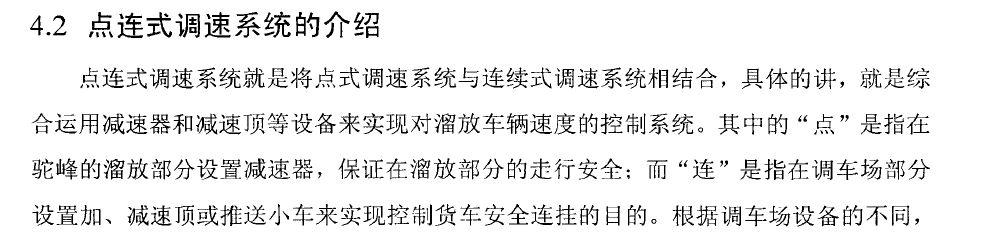 4.2 点连式调速系统的介绍
点连式调速系统就是将点式调速系统与连续式调速系统相结合，具体的讲，就是综
合运用减速器和减速顶等设备来实现对溜放车辆速度的控制系统。其中的“点”是指在
驼峰的溜放部分设置减速器，保证在溜放部分的走行安全；而“连”是指在调车场部分
设置加、减速顶或推送小车来实现控制货车安全连挂的目的。根据调车场设备的不同，